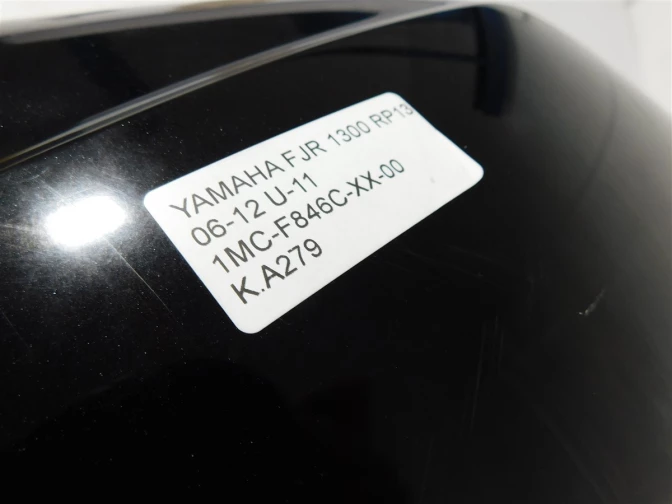 YAMAHA FJR 1300 RP13
06-12 U-11
1MC-F846C-XX-00
K.A279